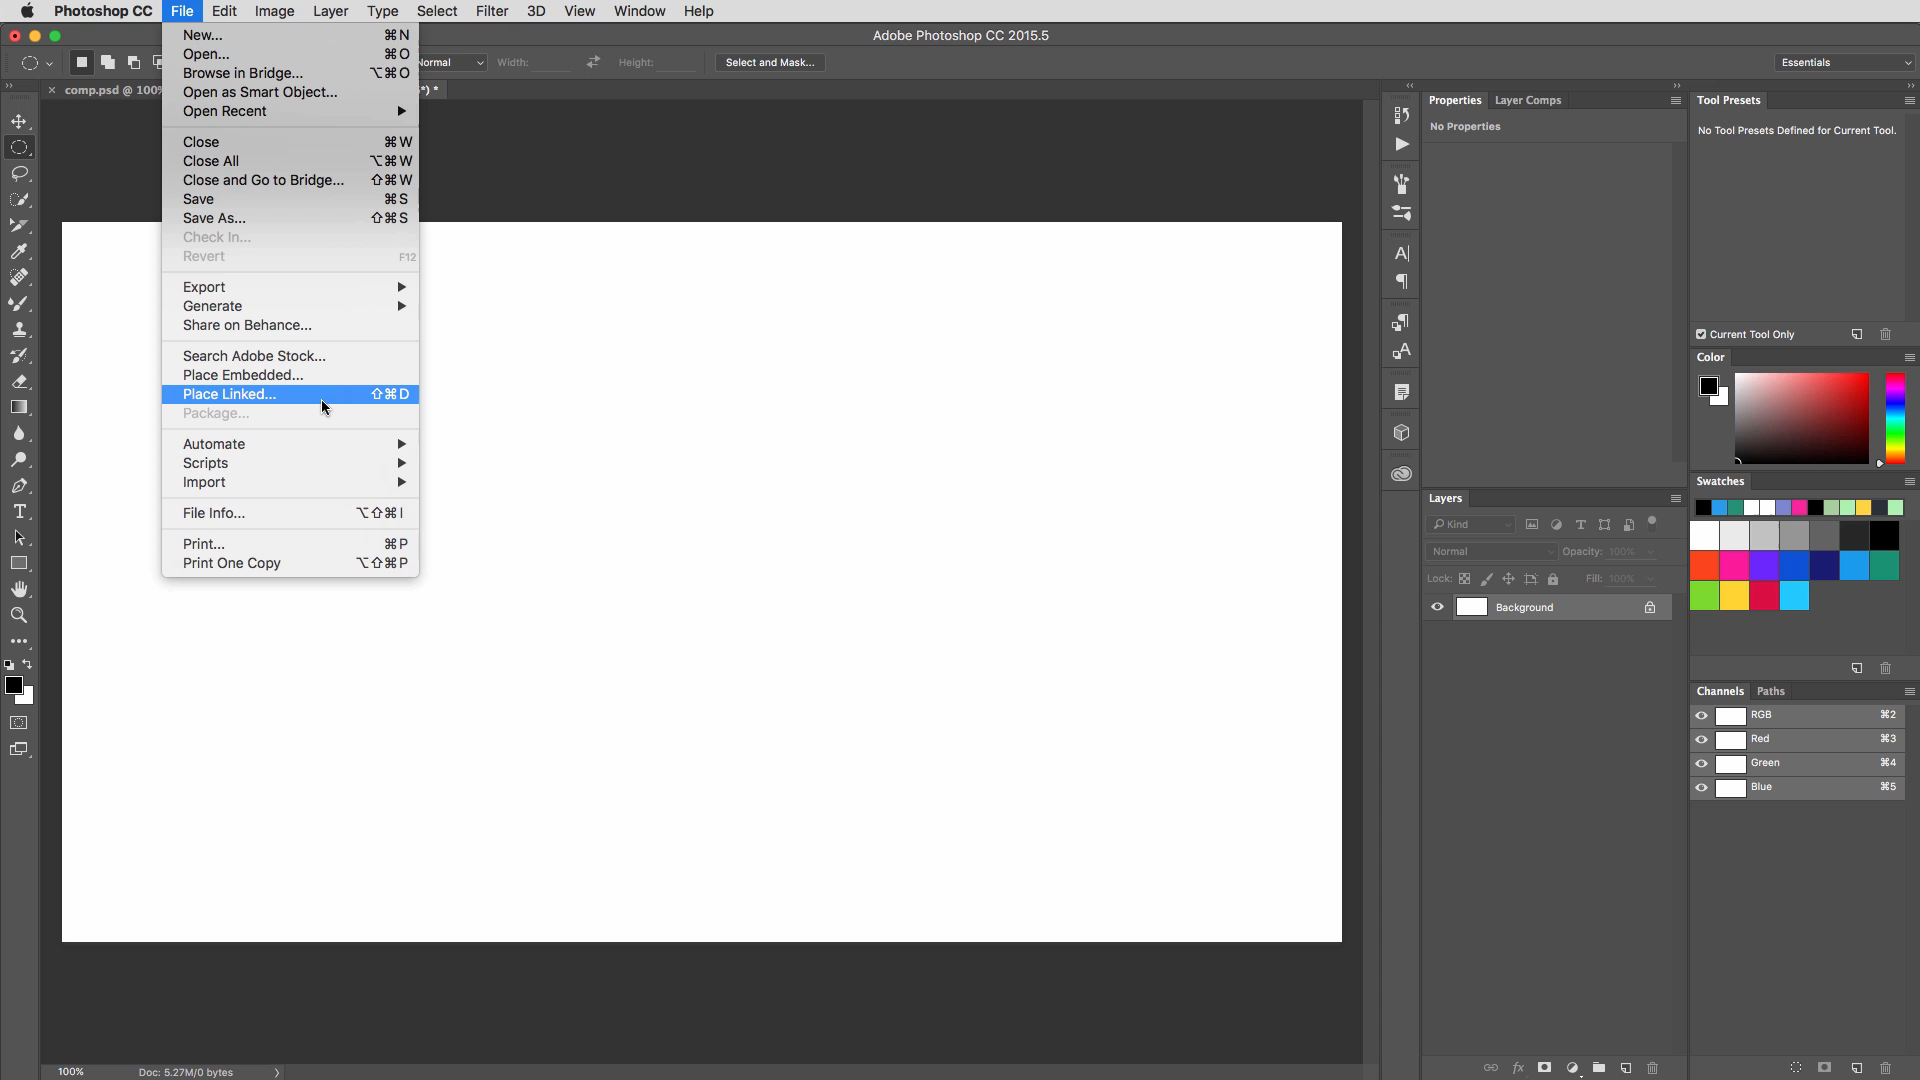 Photoshop CC File Edit Image Layer Type Select Filter 3D View Window Help
Adobe Photoshop CC 2015.5
Normal Width: Height: Select and Mask... Essentials
comp.psd @ 100% *) *
New... ⌘N
Open... ⌘O
Browse in Bridge... ⌥⌘O
Open as Smart Object...
Open Recent
Close ⌘W
Close All ⌥⌘W
Close and Go to Bridge... ⇧⌘W
Save ⌘S
Save As... ⇧⌘S
Check In...
Revert F12
Export
Generate
Share on Behance...
Search Adobe Stock...
Place Embedded...
Place Linked... ⇧⌘D
Package...
Automate
Scripts
Import
File Info... ⌥⇧⌘I
Print... ⌘P
Print One Copy ⌥⇧⌘P
Properties Layer Comps
No Properties
Layers
Kind
Normal Opacity: 100%
Lock: Fill: 100%
Background
Tool Presets
No Tool Presets Defined for Current Tool.
Current Tool Only
Color
Swatches
Channels Paths
RGB ⌘2
Red ⌘3
Green ⌘4
Blue ⌘5
100% Doc: 5.27M/0 bytes